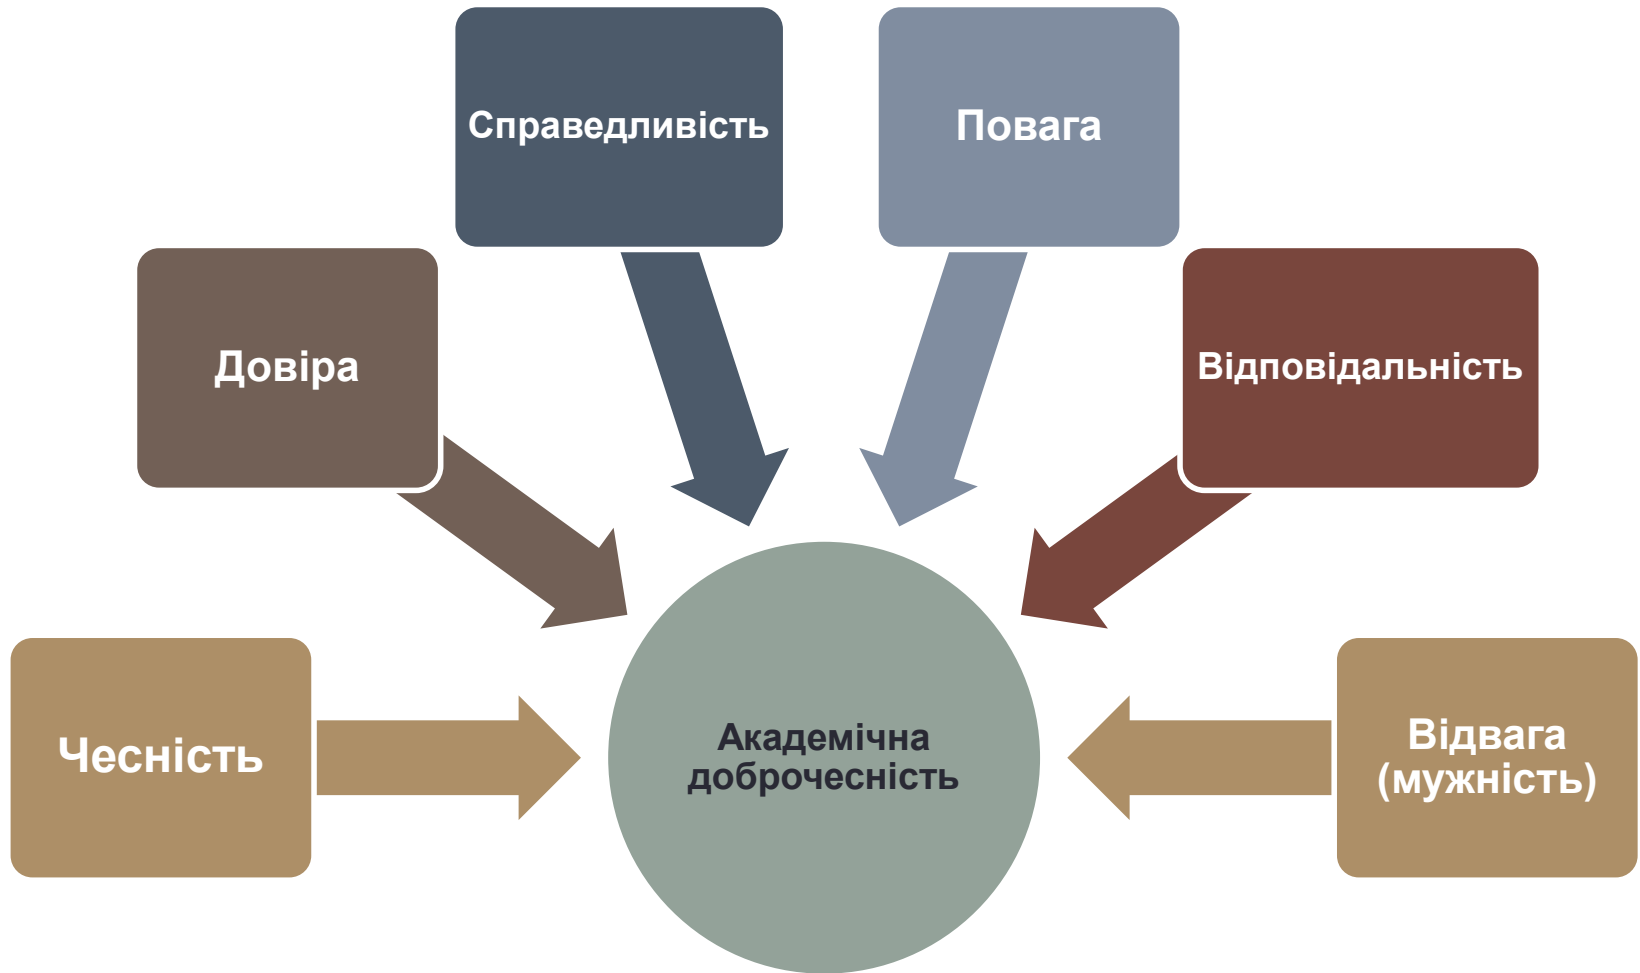 Справедливість
Повага
Довіра
Відповідальність
Чесність
Академічна
доброчесність
Відвага
(мужність)